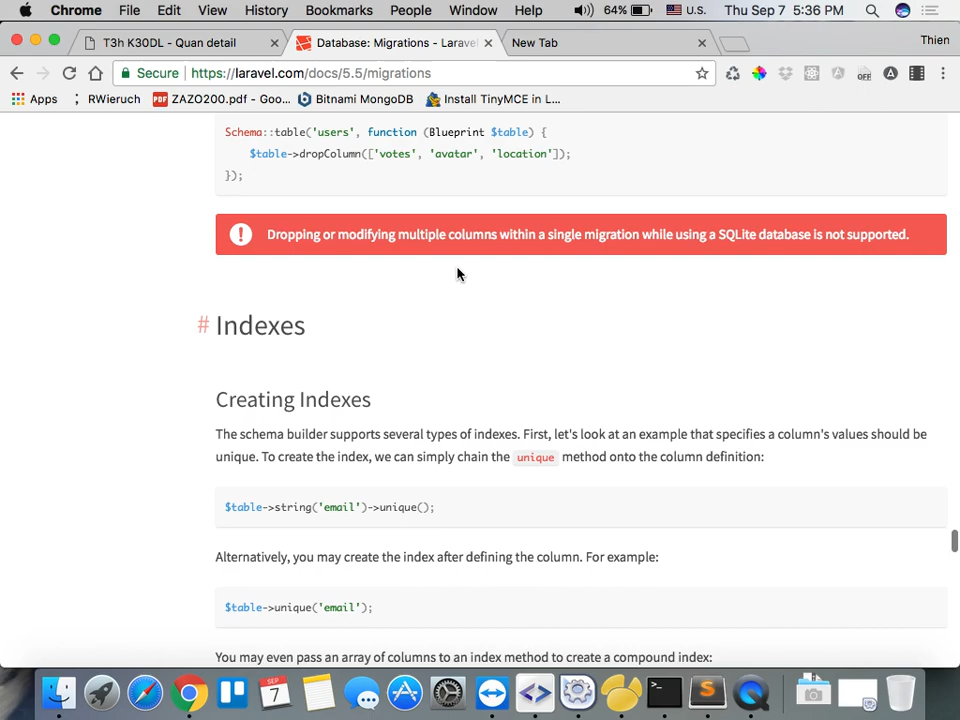 Chrome File Edit View History Bookmarks People Window Help 64% U.S. Thu Sep 7 5:36 PM
T3h K30DL - Quan detail
Database: Migrations - Larave
New Tab
Thien
Secure https://laravel.com/docs/5.5/migrations
OFF
Apps
RWieruch
ZAZO200.pdf - Goo...
Bitnami MongoDB
Install TinyMCE in L...
Schema::table('users', function (Blueprint $table) {
$table->dropColumn(['votes', 'avatar', 'location']);
});
Dropping or modifying multiple columns within a single migration while using a SQLite database is not supported.
# Indexes
Creating Indexes
The schema builder supports several types of indexes. First, let's look at an example that specifies a column's values should be
unique. To create the index, we can simply chain the unique method onto the column definition:
$table->string('email')->unique();
Alternatively, you may create the index after defining the column. For example:
$table->unique('email');
You may even pass an array of columns to an index method to create a compound index: